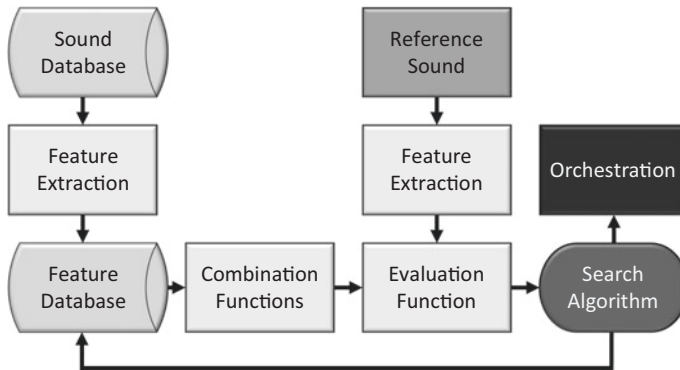 Sound
Database
Reference
Sound
Feature
Extraction
Feature
Extraction
Orchestration
Feature
Database
Combination
Functions
Evaluation
Function
Search
Algorithm